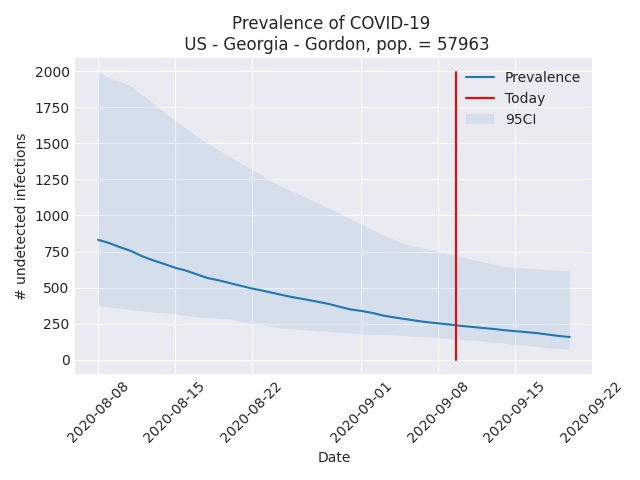 Prevalence of COVID-19
US - Georgia - Gordon, pop. = 57963
2000
1750
1500
1250
1000
750
500
250
0
# undetected infections
Prevalence
Today
95CI
2020-08-08
2020-08-15
2020-08-22
2020-09-01
2020-09-08
2020-09-15
2020-09-22
Date